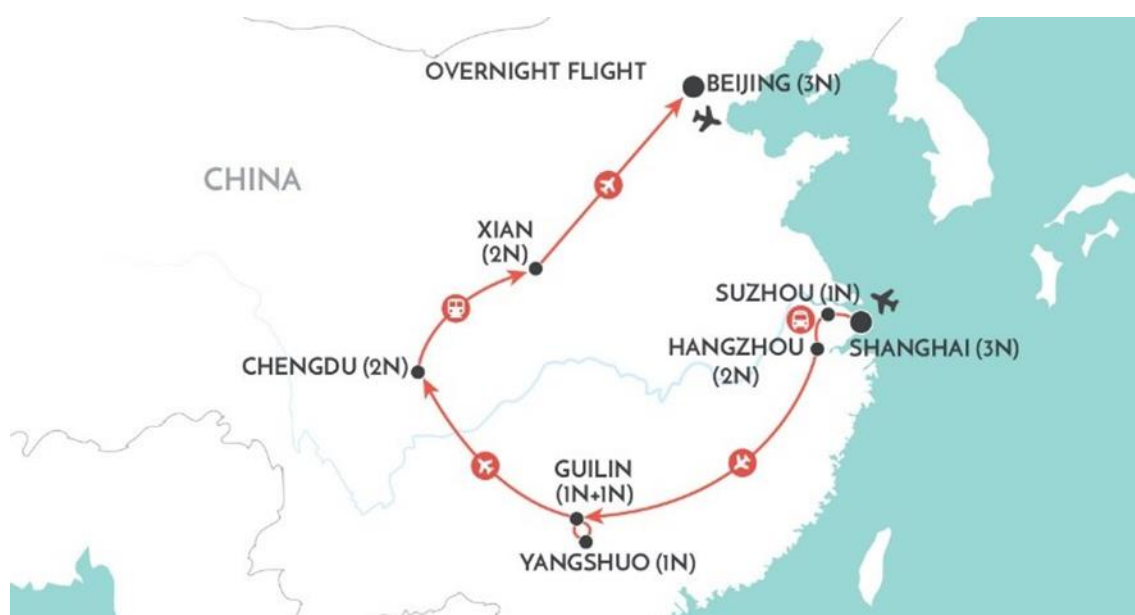 OVERNIGHT FLIGHT
BEIJING (3N)
CHINA
XIAN
(2N)
SUZHOU (1N)
HANGZHOU
(2N)
SHANGHAI (3N)
CHENGDU (2N)
GUILIN
(1N+1N)
YANGSHUO (1N)